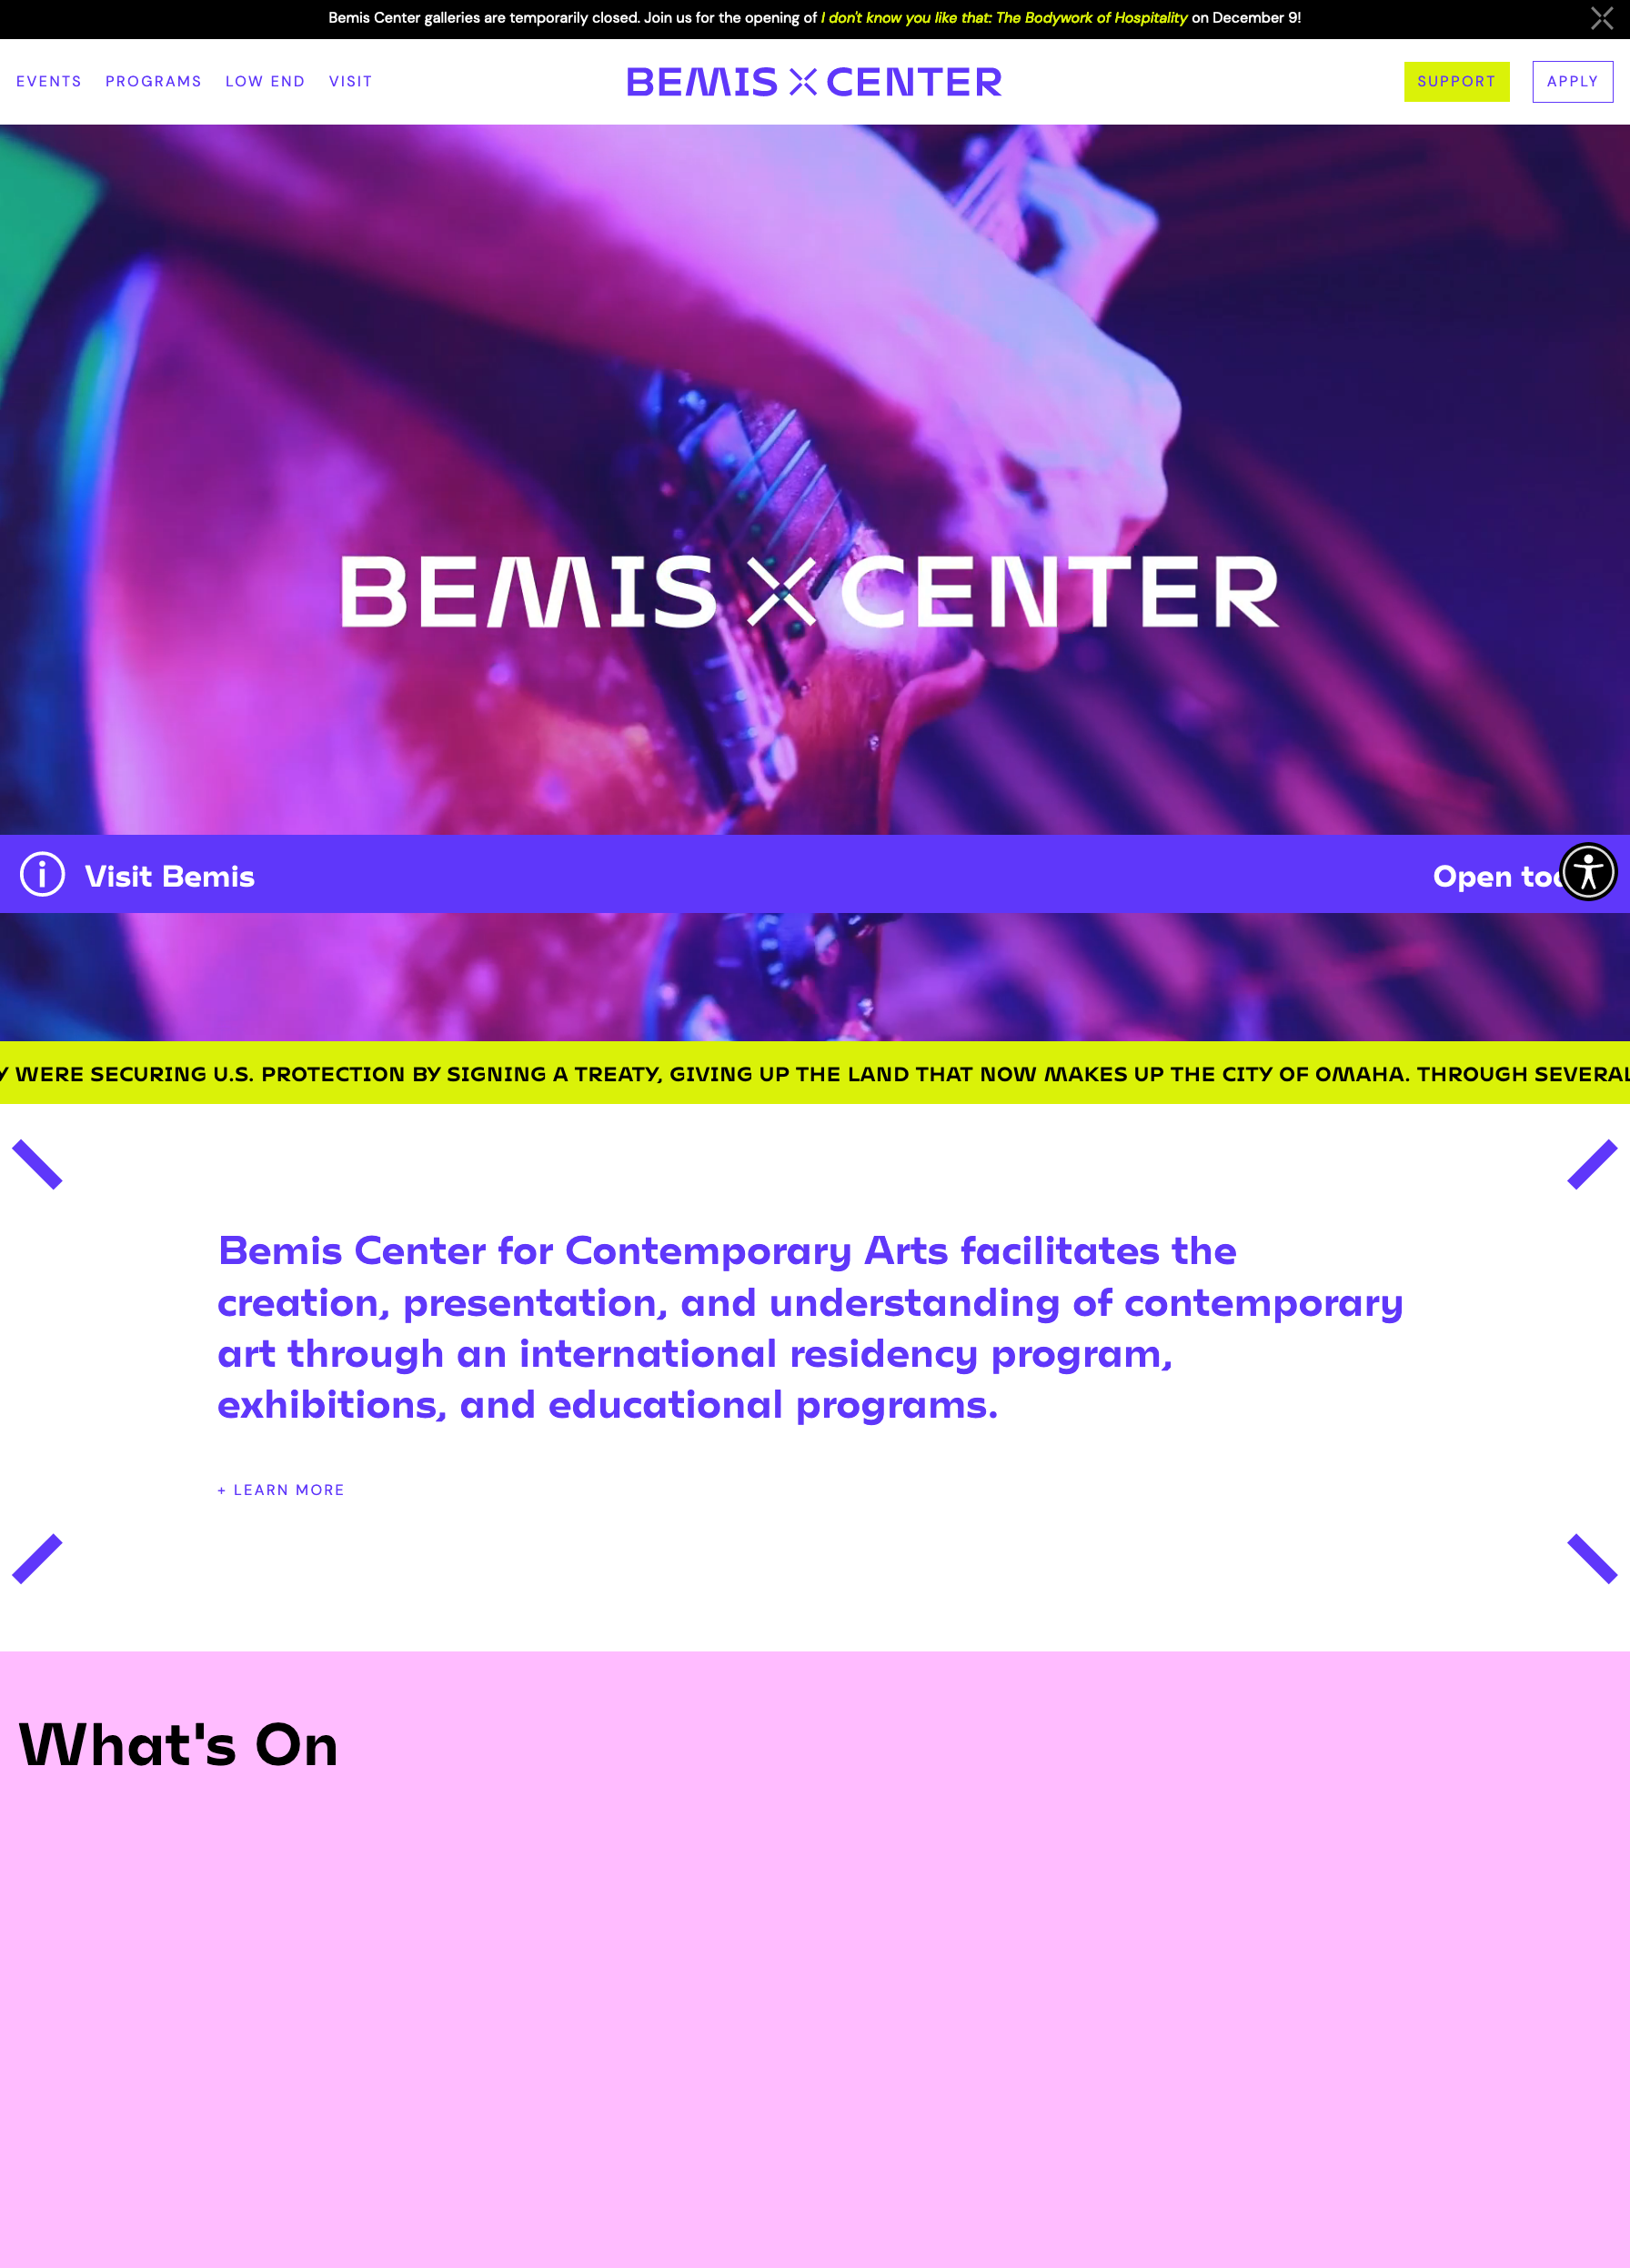 Bemis Center galleries are temporarily closed. Join us for the opening of I don't know you like that: The Bodywork of Hospitality on December 9!
EVENTS PROGRAMS LOW END VISIT
BEMIS CENTER
SUPPORT APPLY
BEMIS CENTER
Visit Bemis
Open
WERE SECURING U.S. PROTECTION BY SIGNING A TREATY, GIVING UP THE LAND THAT NOW MAKES UP THE CITY OF OMAHA. THROUGH SEVERAL
Bemis Center for Contemporary Arts facilitates the
creation, presentation, and understanding of contemporary
art through an international residency program,
exhibitions, and educational programs.
+ LEARN MORE
What's On